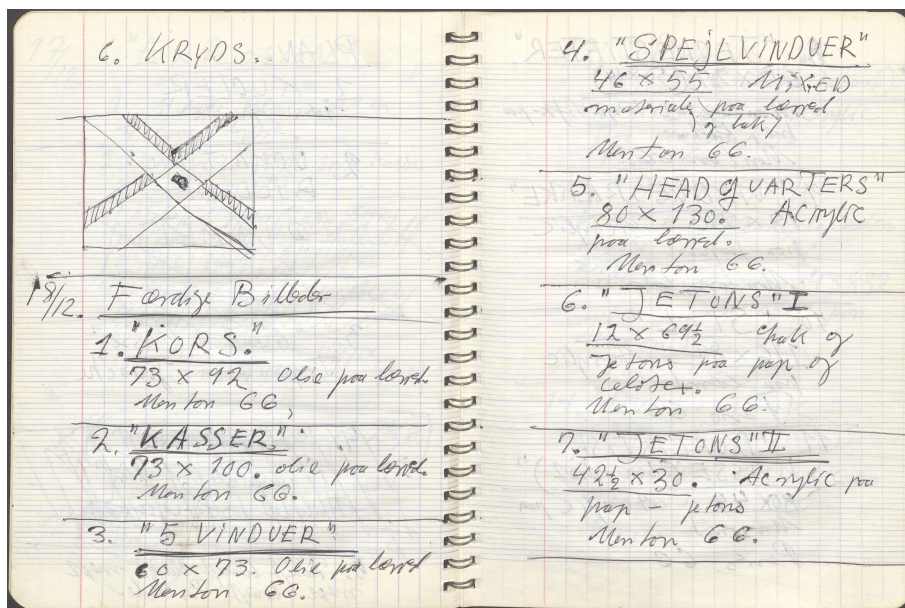 6. KRYDS.
18/12. Færdige Billeder
1. "KORS."
73 × 92 Olie paa lærred.
Menton 66.
2. "KASSER."
73 × 100. olie paa lærred.
Menton 66.
3. "5 VINDUER"
60 × 73. Olie paa lærred
Menton 66.
4. "SPEJLVINDUER"
46 × 55 MIXED
materiale paa lærred
(og lak)
Menton 66.
5. "HEADQUARTERS"
80 × 130. Acrylic
paa lærred.
Menton 66.
6. "JETONS" I
12 × 69½ og
Jetons paa pap og
Menton 66.
7. "JETONS" II
42½ × 30. Acrylic paa
pap - jetons
Menton 66.